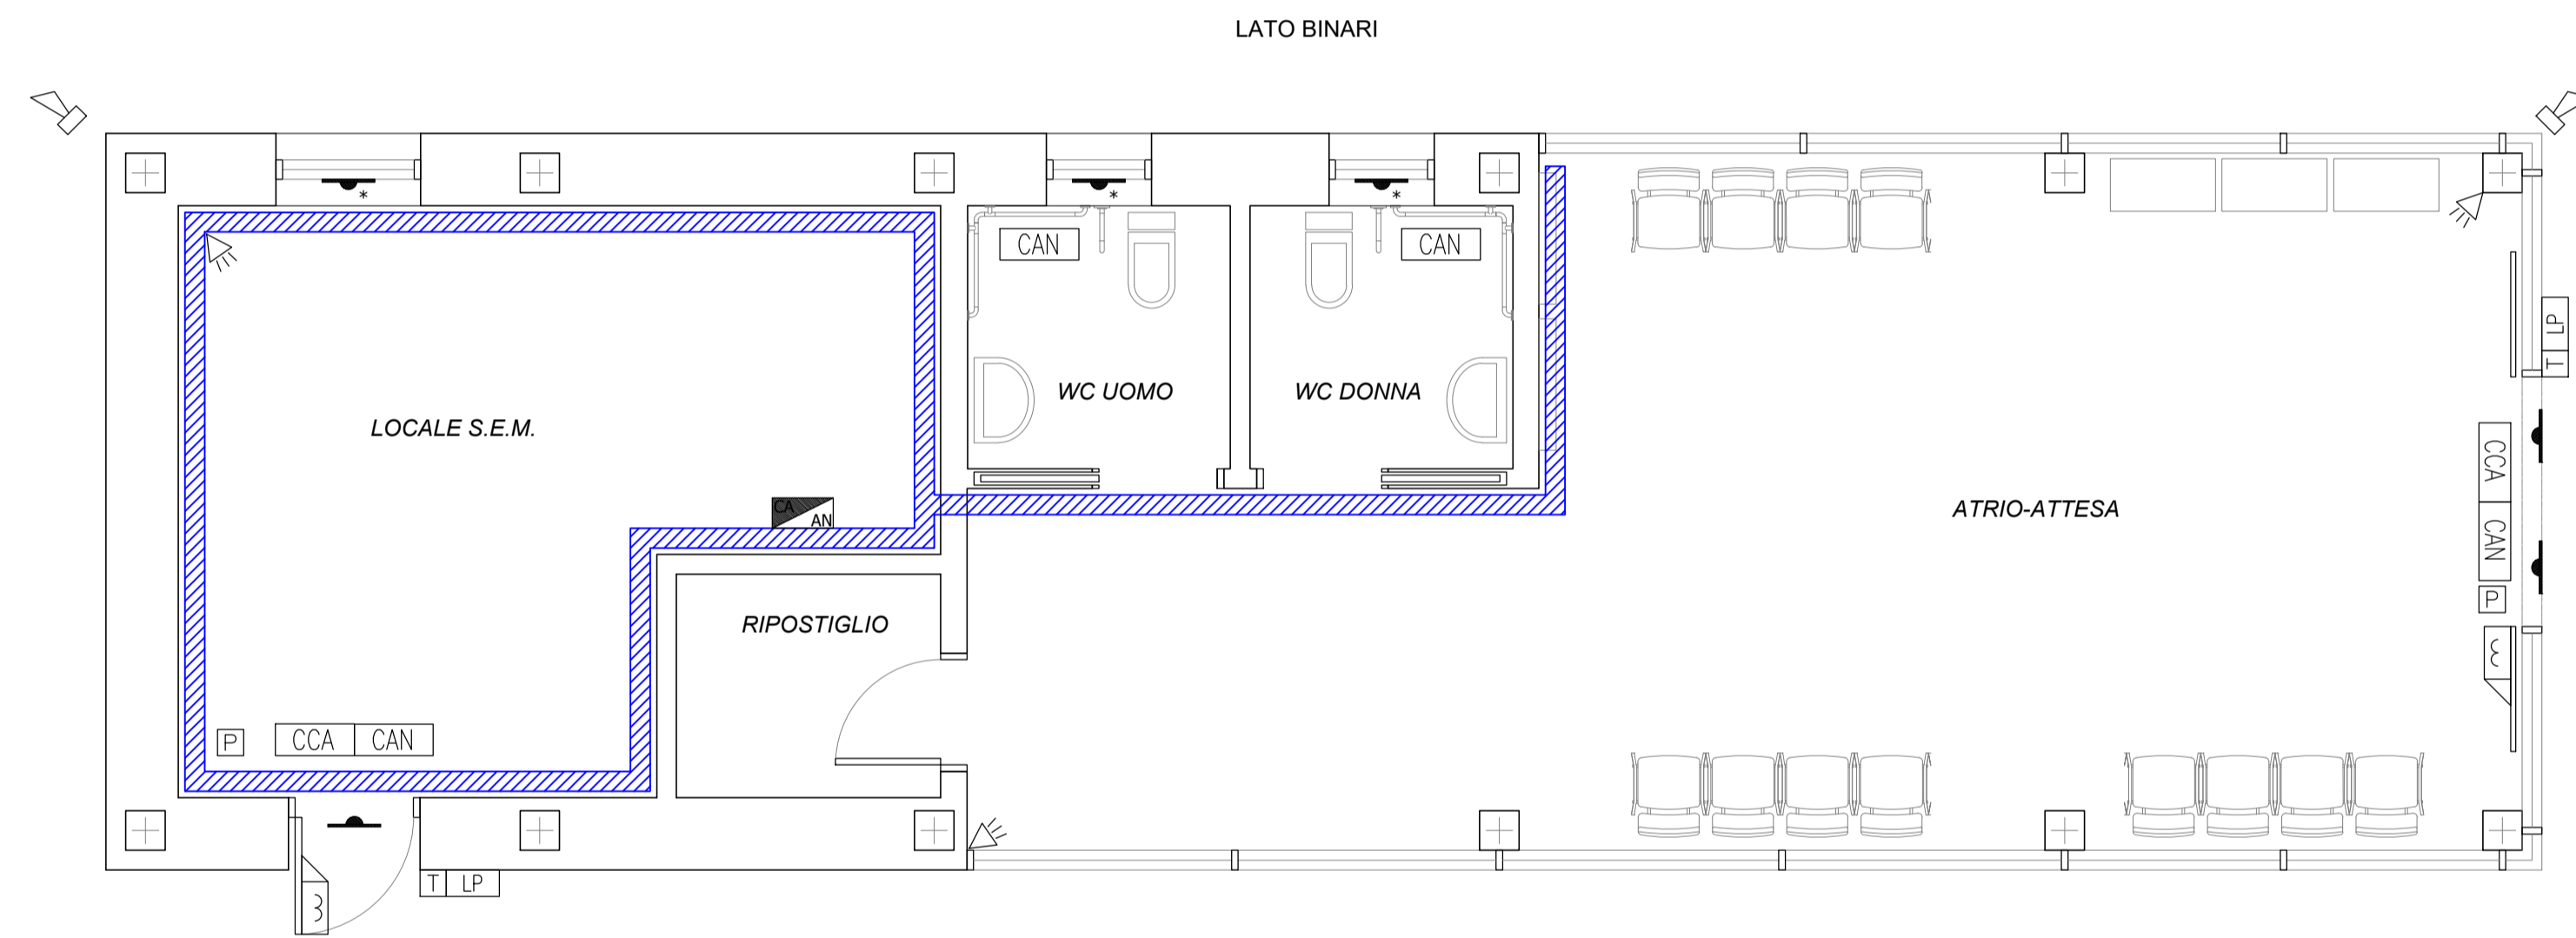 LATO BINARI
*
*
*
CAN
CAN
LP
T
WC UOMO
WC DONNA
LOCALE S.E.M.
CCA
CAN
CA
AN
ATRIO-ATTESA
P
RIPOSTIGLIO
P
CCA
CAN
T
LP